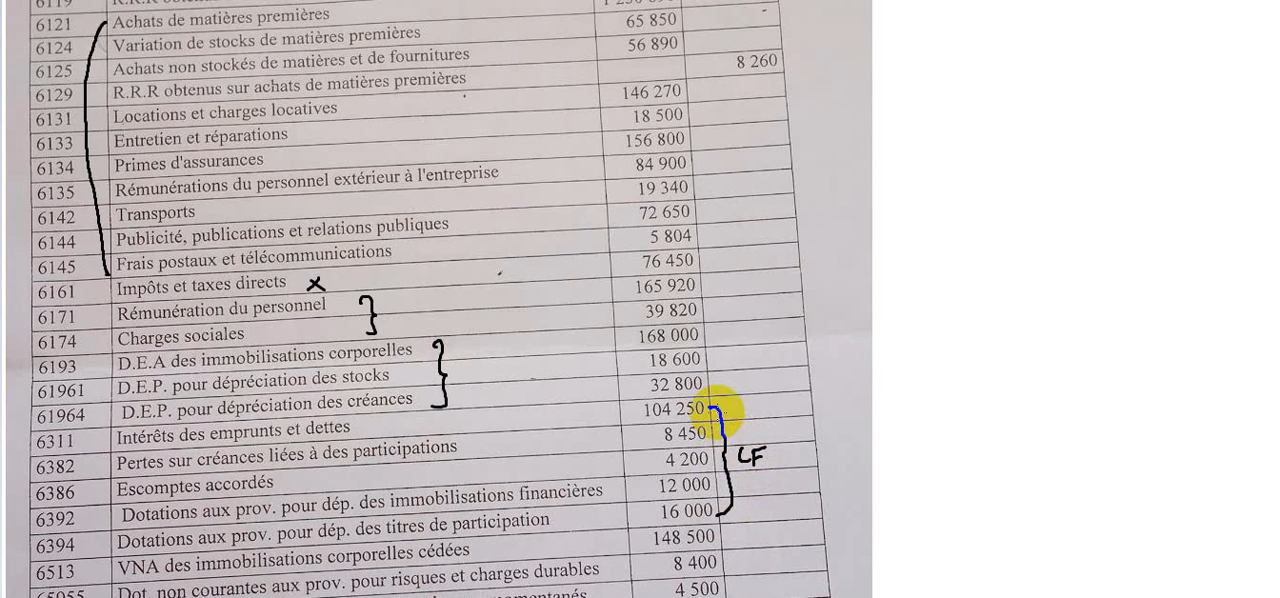 6119
6121 Achats de matières premières
6124 Variation de stocks de matières premières 65 850
6125 Achats non stockés de matières et de fournitures 56 890
6129 R.R.R obtenus sur achats de matières premières 8 260
6131 Locations et charges locatives 146 270
6133 Entretien et réparations 18 500
6134 Primes d'assurances 156 800
6135 Rémunérations du personnel extérieur à l'entreprise 84 900
6142 Transports 19 340
6144 Publicité, publications et relations publiques 72 650
6145 Frais postaux et télécommunications 5 804
6161 Impôts et taxes directs x 76 450
6171 Rémunération du personnel 165 920
6174 Charges sociales 39 820
6193 D.E.A des immobilisations corporelles 168 000
61961 D.E.P. pour dépréciation des stocks 18 600
61964 D.E.P. pour dépréciation des créances 32 800
6311 Intérêts des emprunts et dettes 104 250
6382 Pertes sur créances liées à des participations 8 450
CF
6386 Escomptes accordés 4 200
6392 Dotations aux prov. pour dép. des immobilisations financières 12 000
6394 Dotations aux prov. pour dép. des titres de participation 16 000
6513 VNA des immobilisations corporelles cédées 148 500
65955 Dot. non courantes aux prov. pour risques et charges durables 8 400
4 500